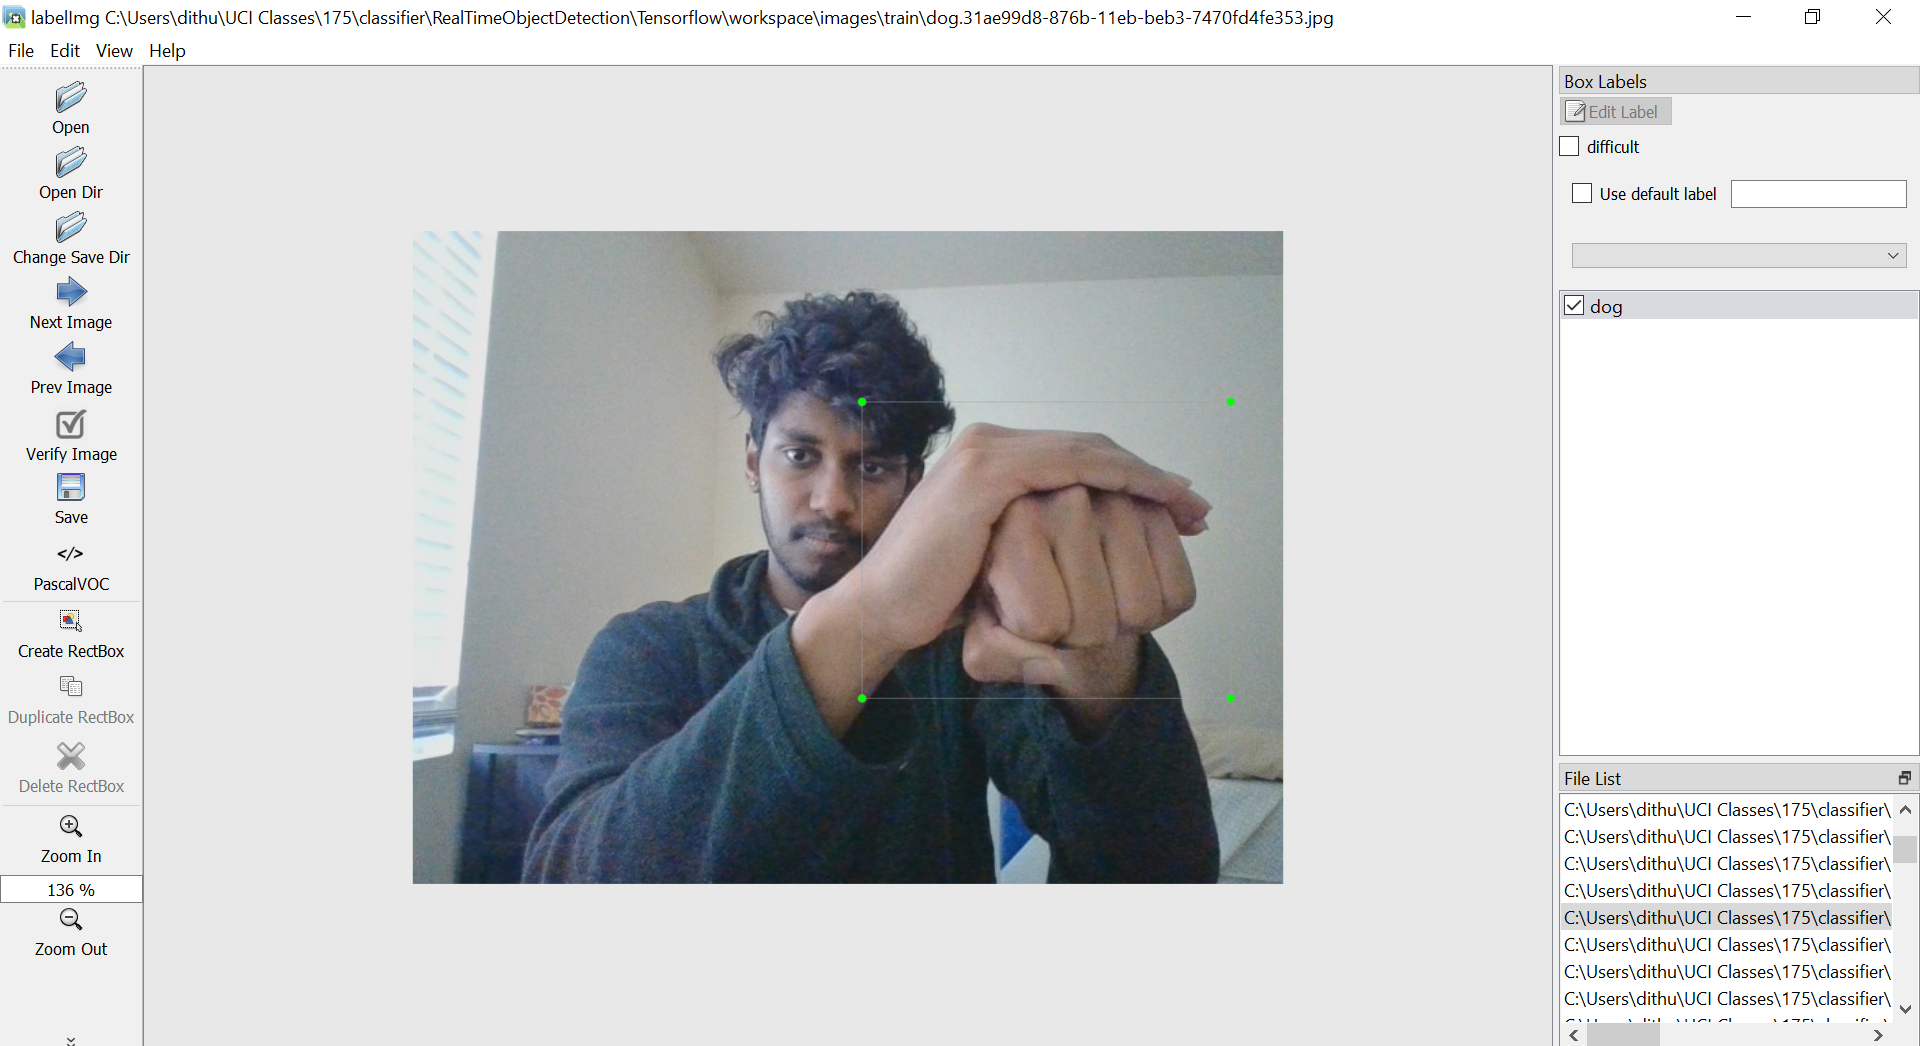 labelImg C:\Users\dithu\UCI Classes\175\classifier\RealTimeObjectDetection\Tensorflow\workspace\images\train\dog.31ae99d8-876b-11eb-beb3-7470fd4fe353.jpg
File Edit View Help
Open
Open Dir
Change Save Dir
Next Image
Prev Image
Verify Image
Save
</>
PascalVOC
Create RectBox
Duplicate RectBox
Delete RectBox
Zoom In
136 %
Zoom Out
Box Labels
Edit Label
difficult
Use default label
dog
File List
C:\Users\dithu\UCI Classes\175\classifier\
C:\Users\dithu\UCI Classes\175\classifier\
C:\Users\dithu\UCI Classes\175\classifier\
C:\Users\dithu\UCI Classes\175\classifier\
C:\Users\dithu\UCI Classes\175\classifier\
C:\Users\dithu\UCI Classes\175\classifier\
C:\Users\dithu\UCI Classes\175\classifier\
C:\Users\dithu\UCI Classes\175\classifier\